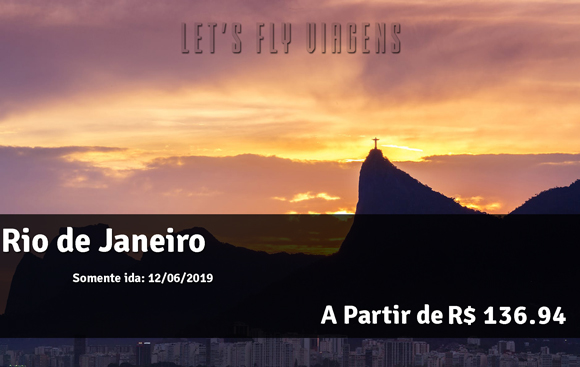 LET'S FLY VIAGENS
Rio de Janeiro
Somente ida: 12/06/2019
A Partir de R$ 136.94